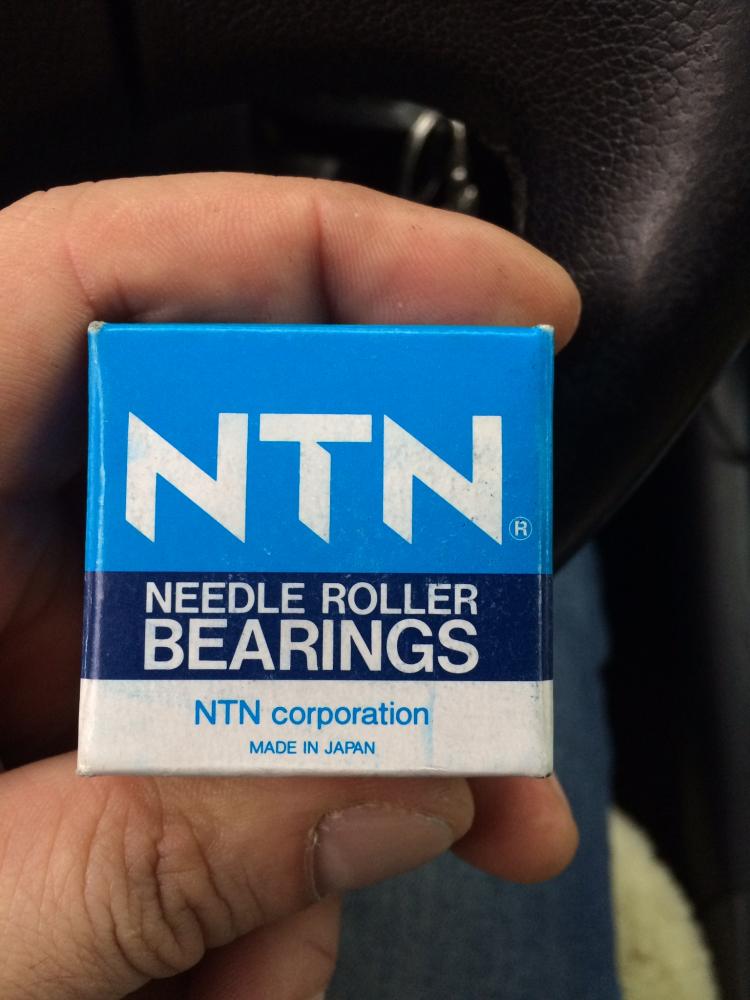 NTN®
NEEDLE ROLLER
BEARINGS
NTN corporation
MADE IN JAPAN